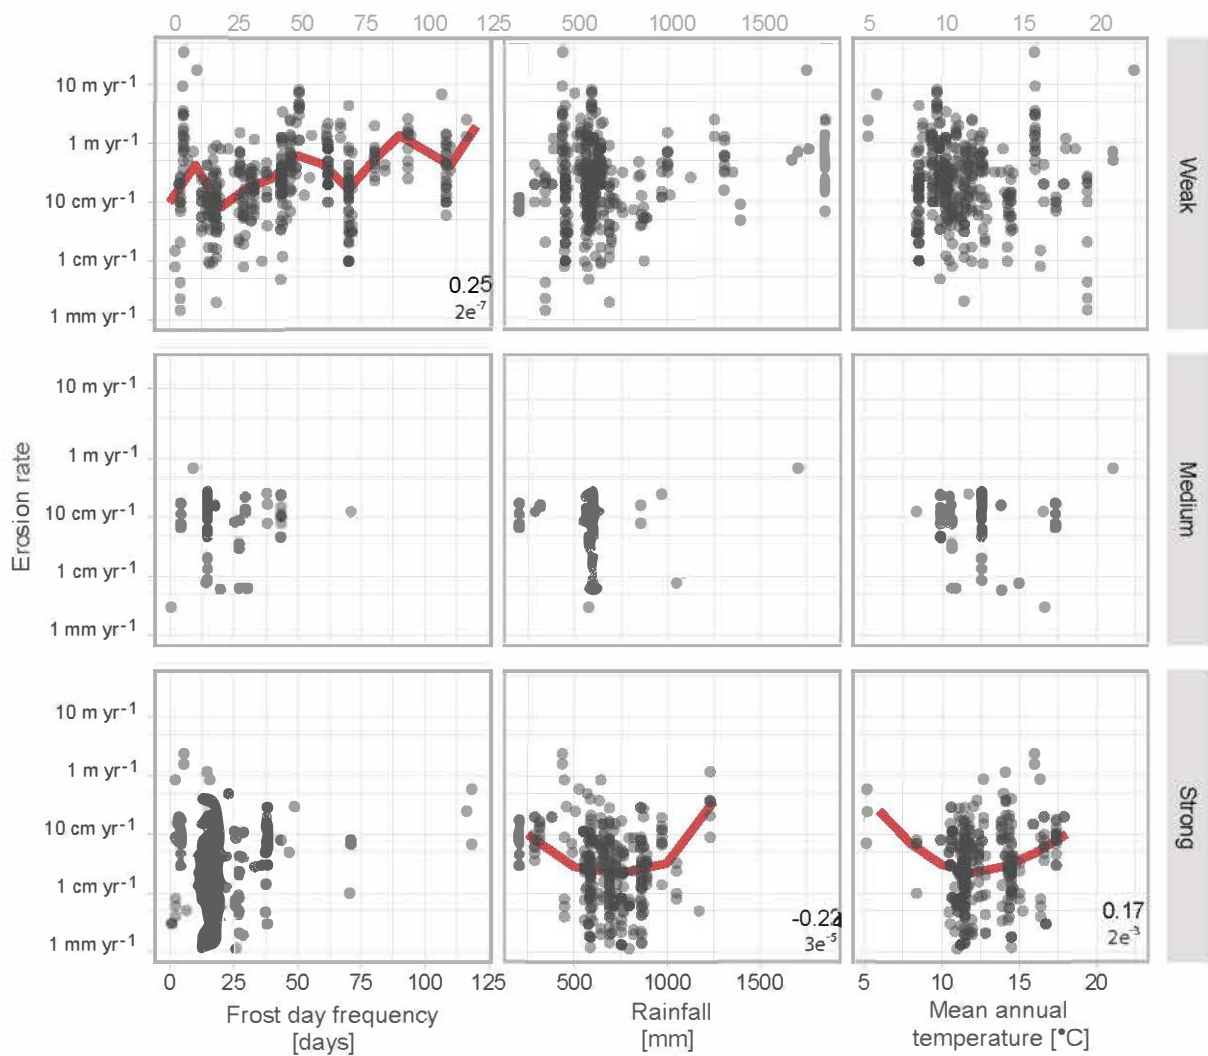 0 25 50 75 100 125 500 1000 1500 5 10 15 20
10 m yr-1
1 m yr-1
10 cm yr-1
1 cm yr-1
1 mm yr-1
0.25
2e-7
Weak
10 m yr-1
1 m yr-1
10 cm yr-1
1 cm yr-1
1 mm yr-1
Medium
Erosion rate
10 m yr-1
1 m yr-1
10 cm yr-1
1 cm yr-1
1 mm yr-1
-0.22
3e-5
0.17
2e-3
Strong
0 25 50 75 100 125 500 1000 1500 5 10 15 20
Frost day frequency
[days]
Rainfall
[mm]
Mean annual
temperature [°C]